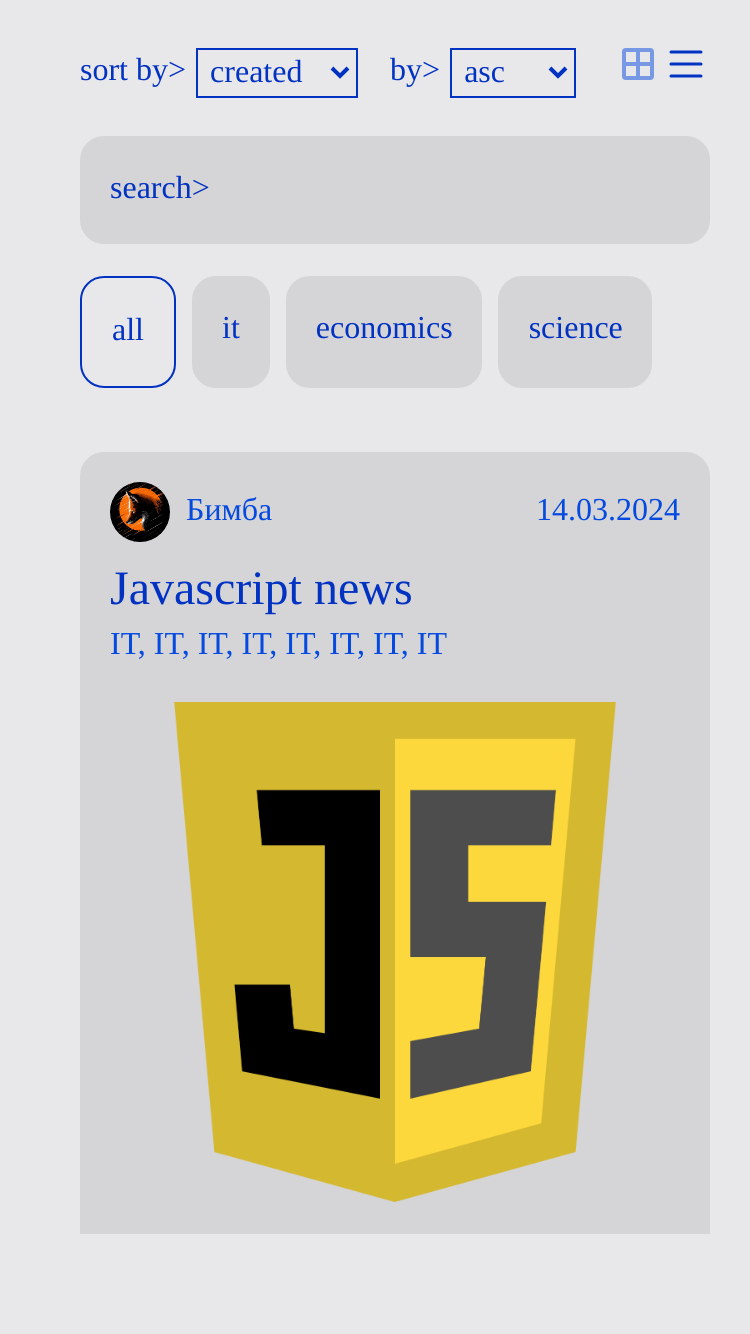 sort by> created by> asc
search>
all it economics science
Бимба 14.03.2024
Javascript news
IT, IT, IT, IT, IT, IT, IT, IT
JS